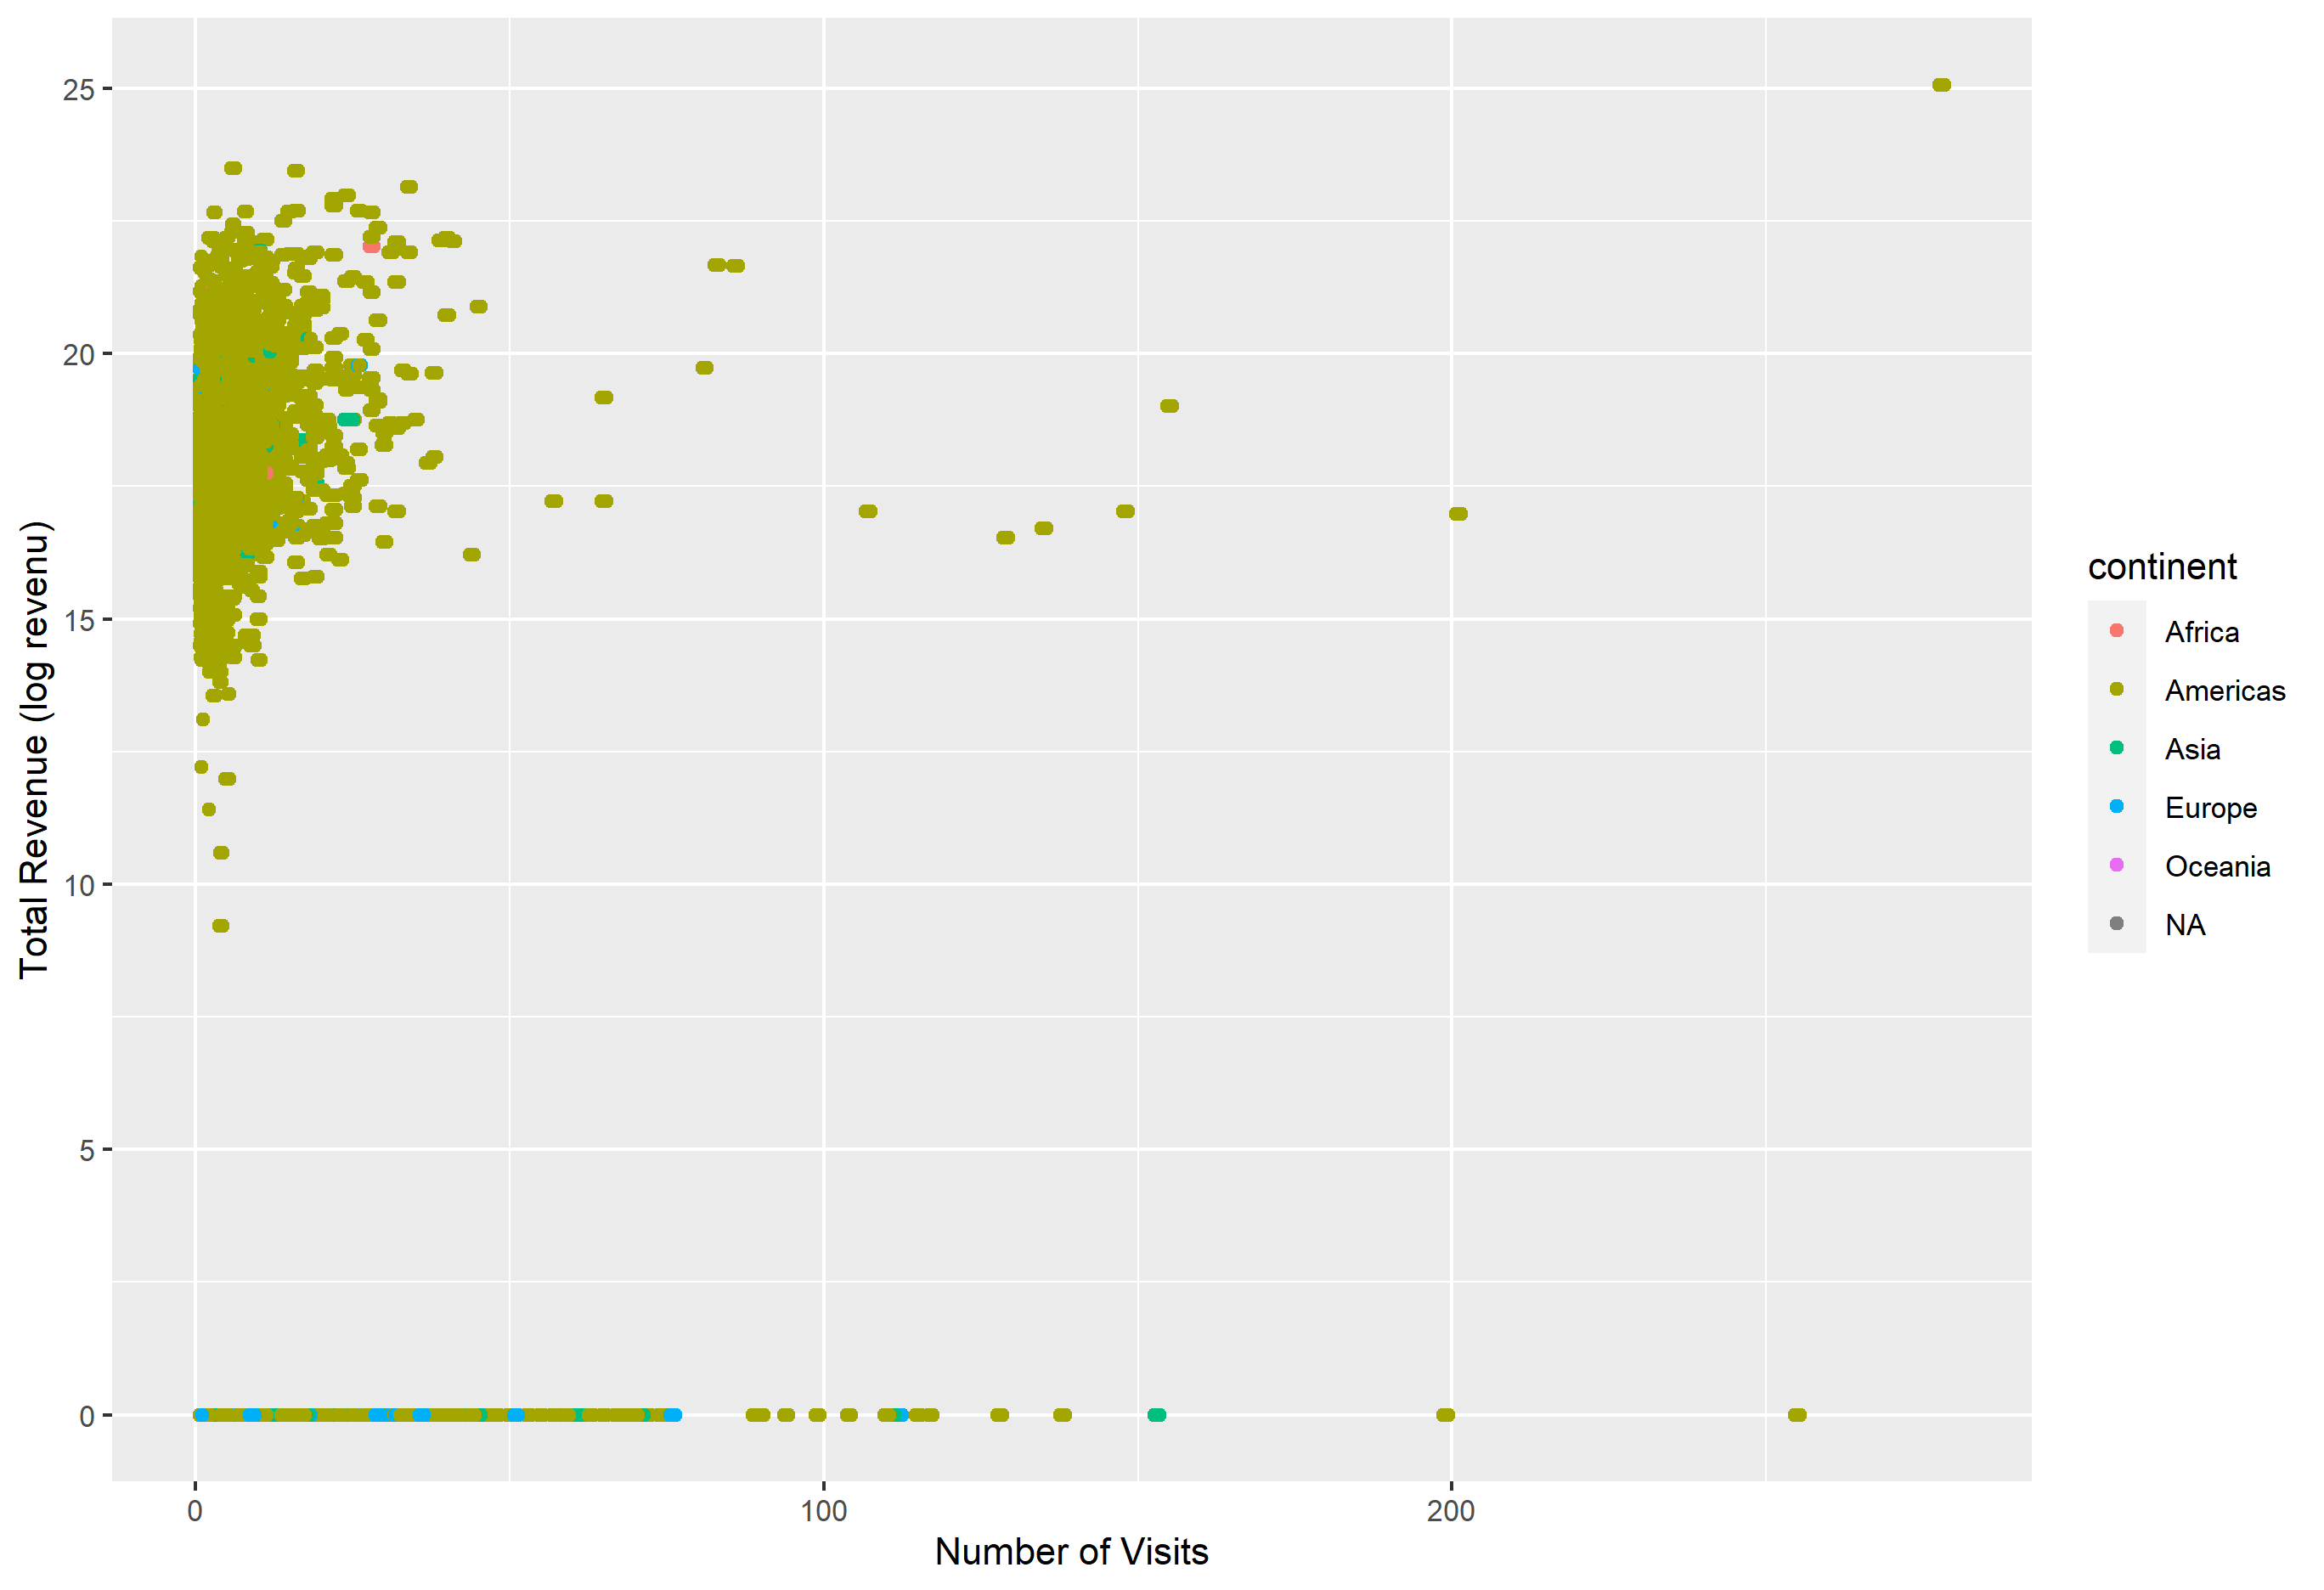 25
20
15
10
5
0
Total Revenue (log revenu)
0
100
200
Number of Visits
continent
Africa
Americas
Asia
Europe
Oceania
NA